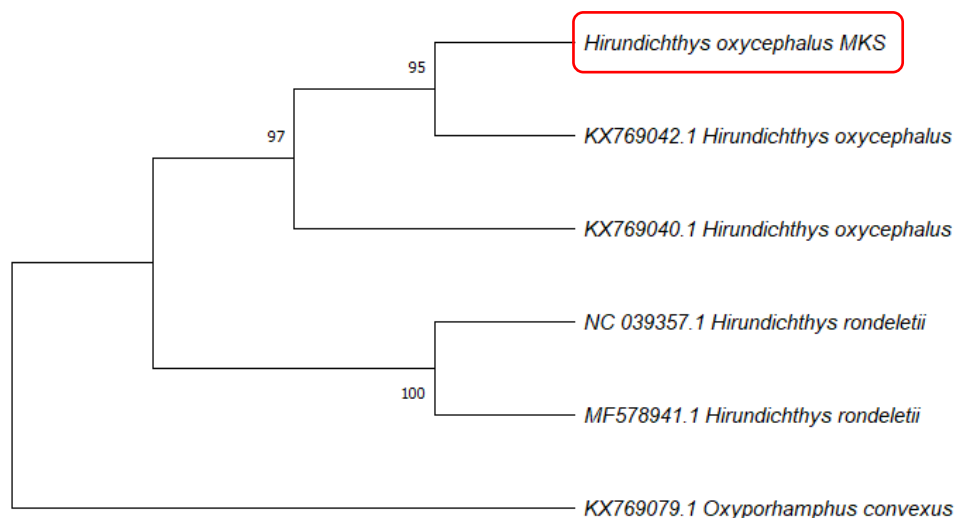 Hirundichthys oxycephalus MKS
95
KX769042.1 Hirundichthys oxycephalus
97
KX769040.1 Hirundichthys oxycephalus
NC 039357.1 Hirundichthys rondeletii
100
MF578941.1 Hirundichthys rondeletii
KX769079.1 Oxyporhamphus convexus